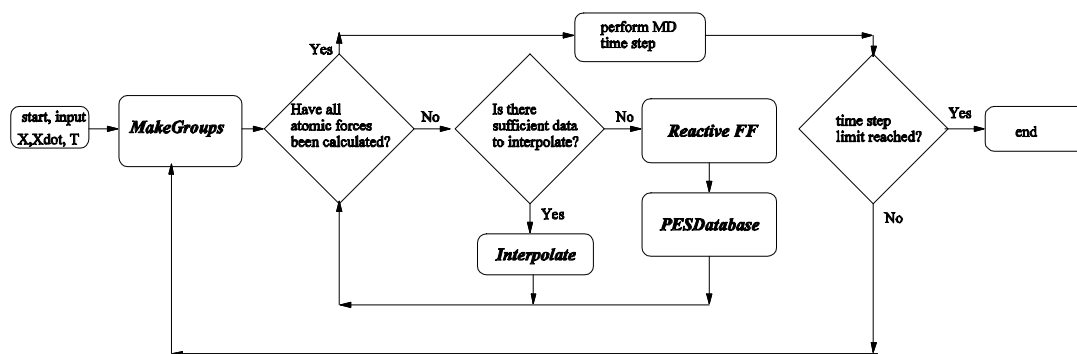 start, input
X,Xdot, T
MakeGroups
Yes
Have all
atomic forces
been calculated?
No
perform MD
time step
Is there
sufficient data
to interpolate?
No
Yes
Interpolate
Reactive FF
PESDatabase
time step
limit reached?
Yes
No
end